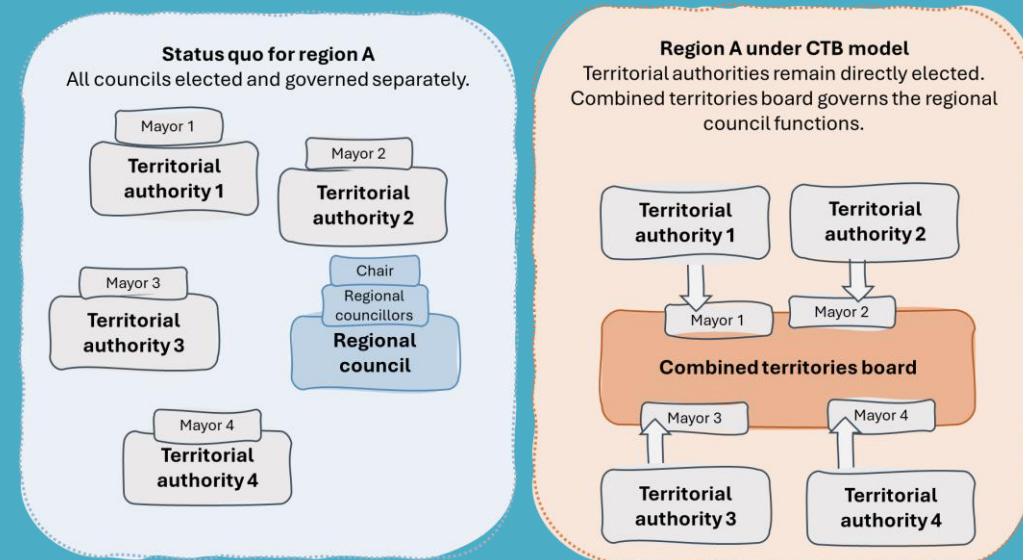 Status quo for region A
All councils elected and governed separately.
Mayor 1
Territorial
authority 1
Mayor 2
Territorial
authority 2
Mayor 3
Territorial
authority 3
Chair
Regional
councillors
Regional
council
Mayor 4
Territorial
authority 4
Region A under CTB model
Territorial authorities remain directly elected.
Combined territories board governs the regional
council functions.
Territorial
authority 1
Territorial
authority 2
Mayor 1
Mayor 2
Combined territories board
Mayor 3
Mayor 4
Territorial
authority 3
Territorial
authority 4